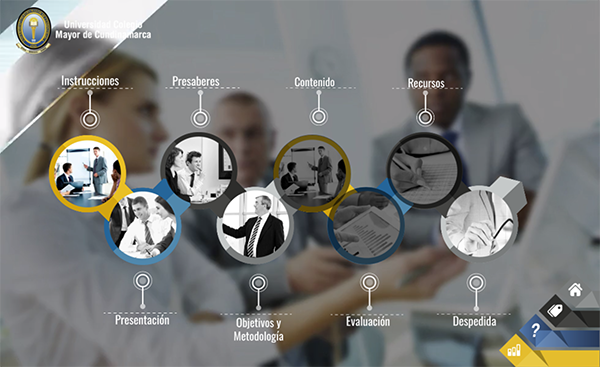 Universidad Colegio
Mayor de Cundinamarca
Instrucciones
Presaberes
Contenido
Recursos
Presentación
Objetivos y
Metodología
Evaluación
Despedida
?